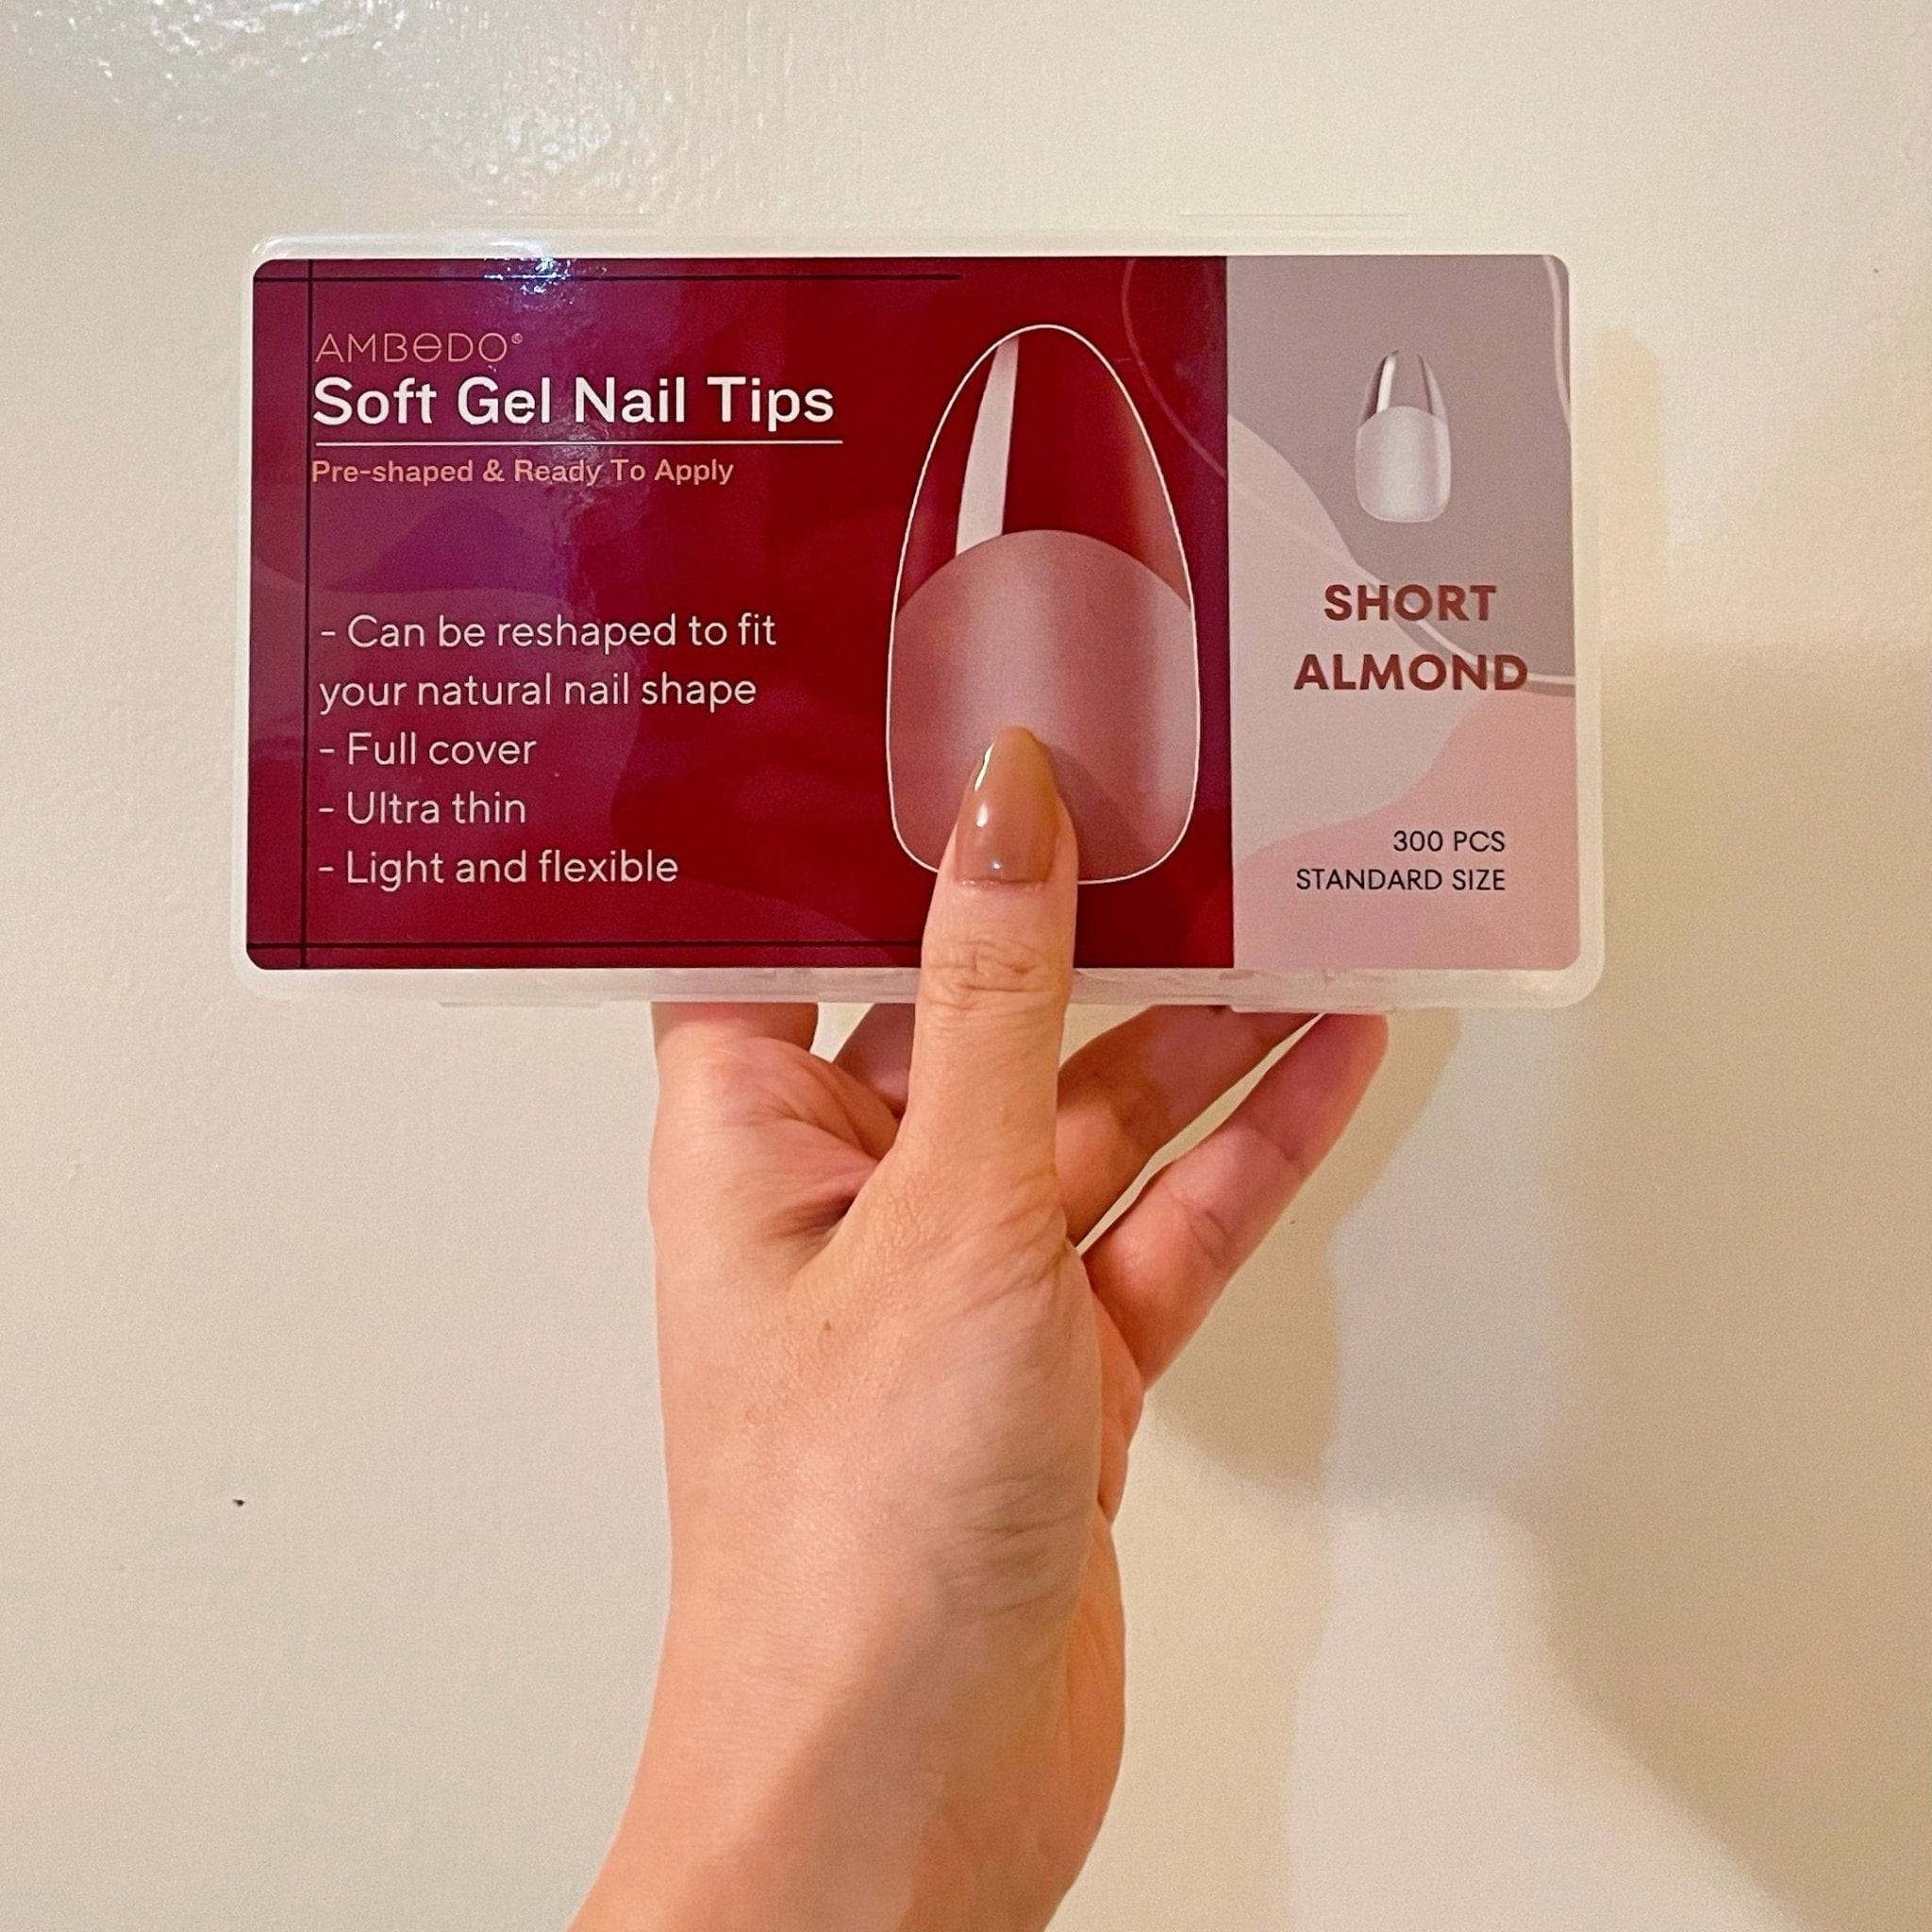 AMBEDO®
Soft Gel Nail Tips
Pre-shaped & Ready To Apply
- Can be reshaped to fit
your natural nail shape
- Full cover
- Ultra thin
- Light and flexible
SHORT
ALMOND
300 PCS
STANDARD SIZE